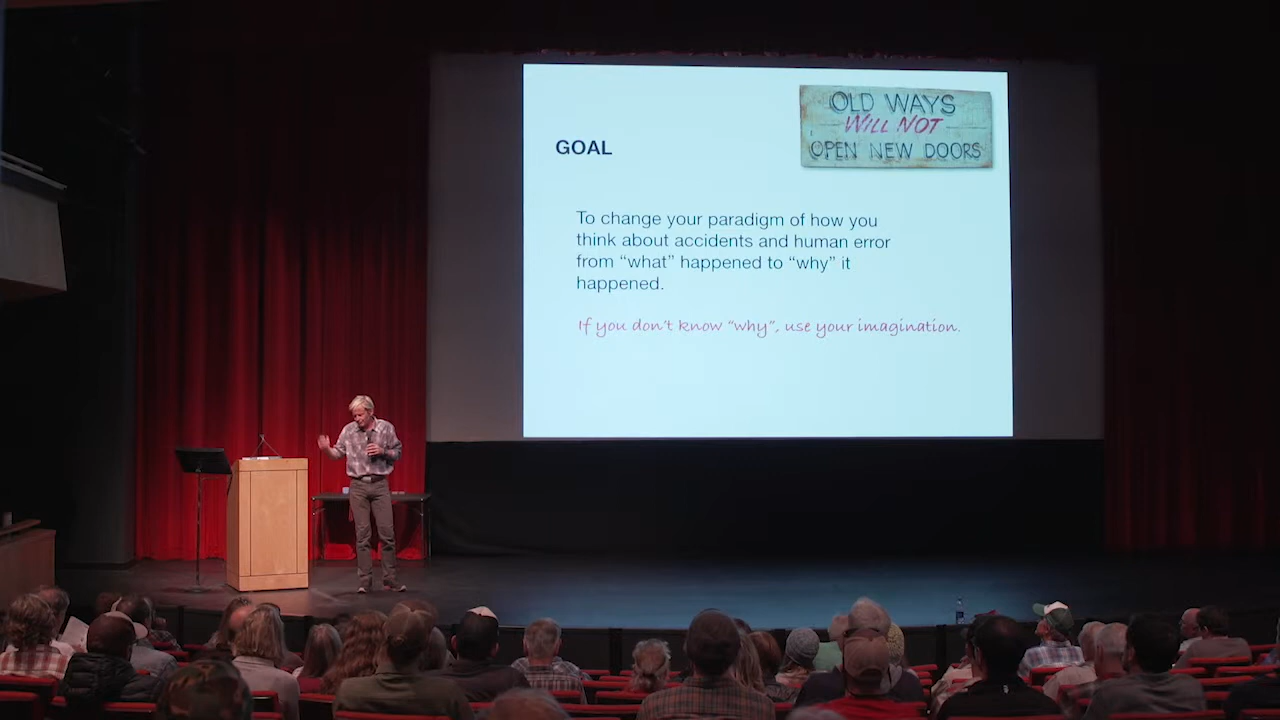 OLD WAYS
WILL NOT
OPEN NEW DOORS
GOAL
To change your paradigm of how you
think about accidents and human error
from “what” happened to “why” it
happened.
If you don't know “why”, use your imagination.